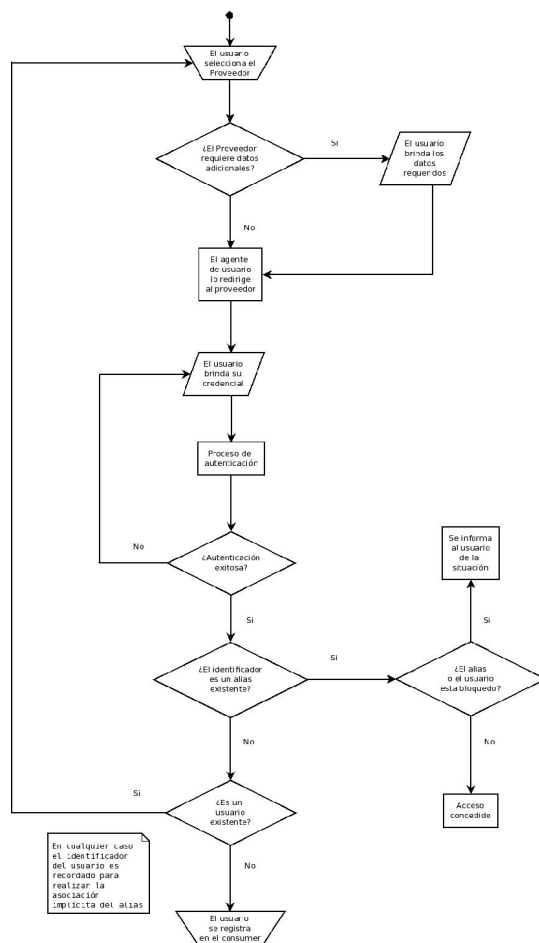 El usuario
selecciona el
Proveedor
¿El Proveedor
requiere datos
adicionales?
Si
El usuario
brinda los
datos
requeridos
No
El agente
de usuario
lo redirige
al proveedor
El usuario
brinda su
credencial
Proceso de
autenticación
¿Autenticación
exitosa?
No
Si
Se informa
al usuario
de la
situación
Si
¿El identificador
es un alias
existente?
Si
¿El alias
o el usuario
esta bloquedo?
No
No
Acceso
concedido
Si
¿Es un
usuario
existente?
No
En cualquier caso
el identificador
del usuario es
recordado para
realizar la
asociación
implícita del alias
El usuario
se registra
en el consumer